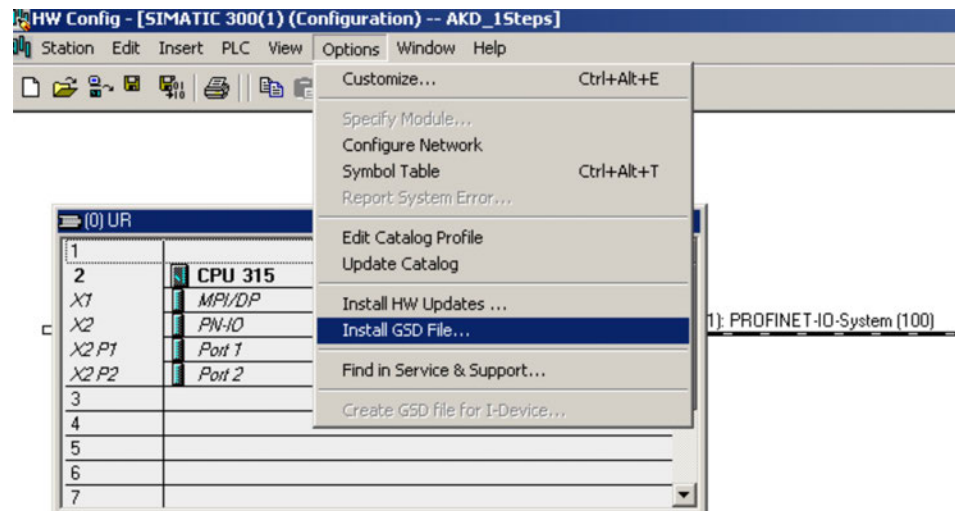 HW Config - [SIMATIC 300(1) (Configuration) -- AKD_1Steps]
Station Edit Insert PLC View Options Window Help
Customize... Ctrl+Alt+E
Specify Module...
Configure Network
Symbol Table Ctrl+Alt+T
Report System Error...
Edit Catalog Profile
Update Catalog
Install HW Updates ...
Install GSD File...
Find in Service & Support...
Create GSD file for I-Device...
(0) UR
1
2 CPU 315
X1 MPI/DP
X2 PN-IO
X2 P1 Port 1
X2 P2 Port 2
3
4
5
6
7
1): PROFINET-IO-System (100)